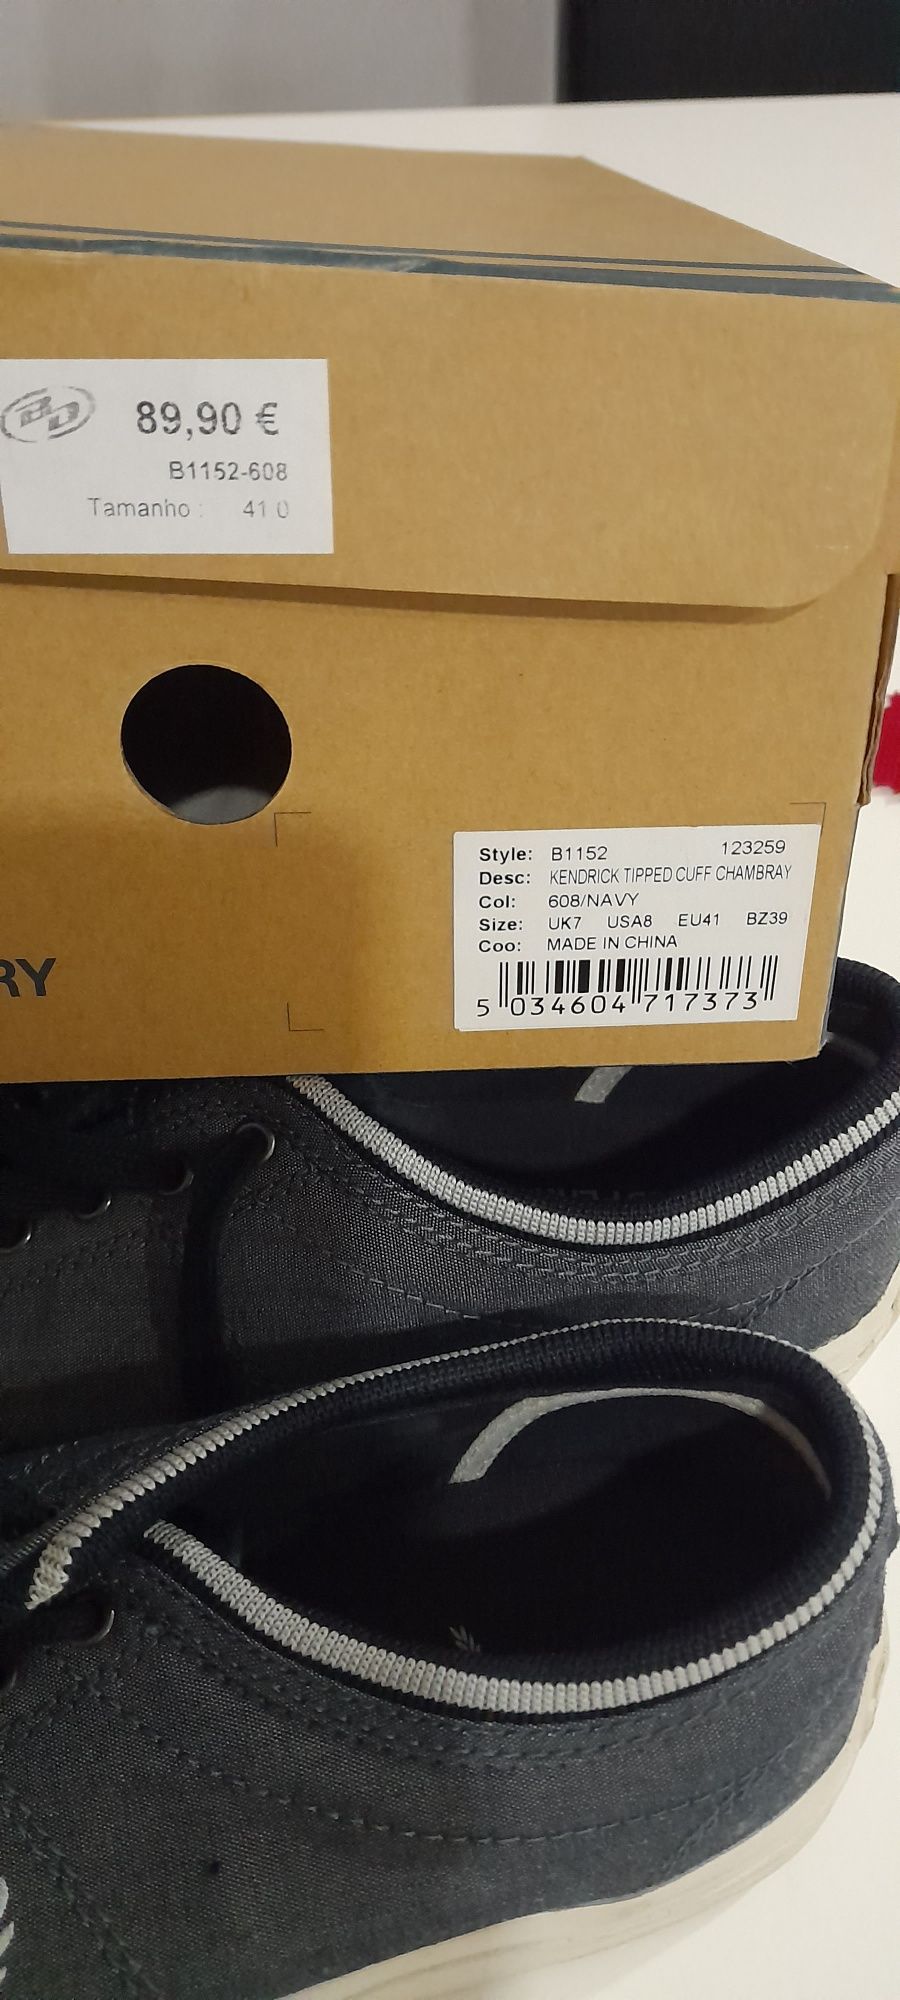 BD
89,90 €
B1152-608
Tamanho : 41 0
RY
Style: B1152 123259
Desc: KENDRICK TIPPED CUFF CHAMBRAY
Col: 608/NAVY
Size: UK7 USA8 EU41 BZ39
Coo: MADE IN CHINA
5 034604 717373